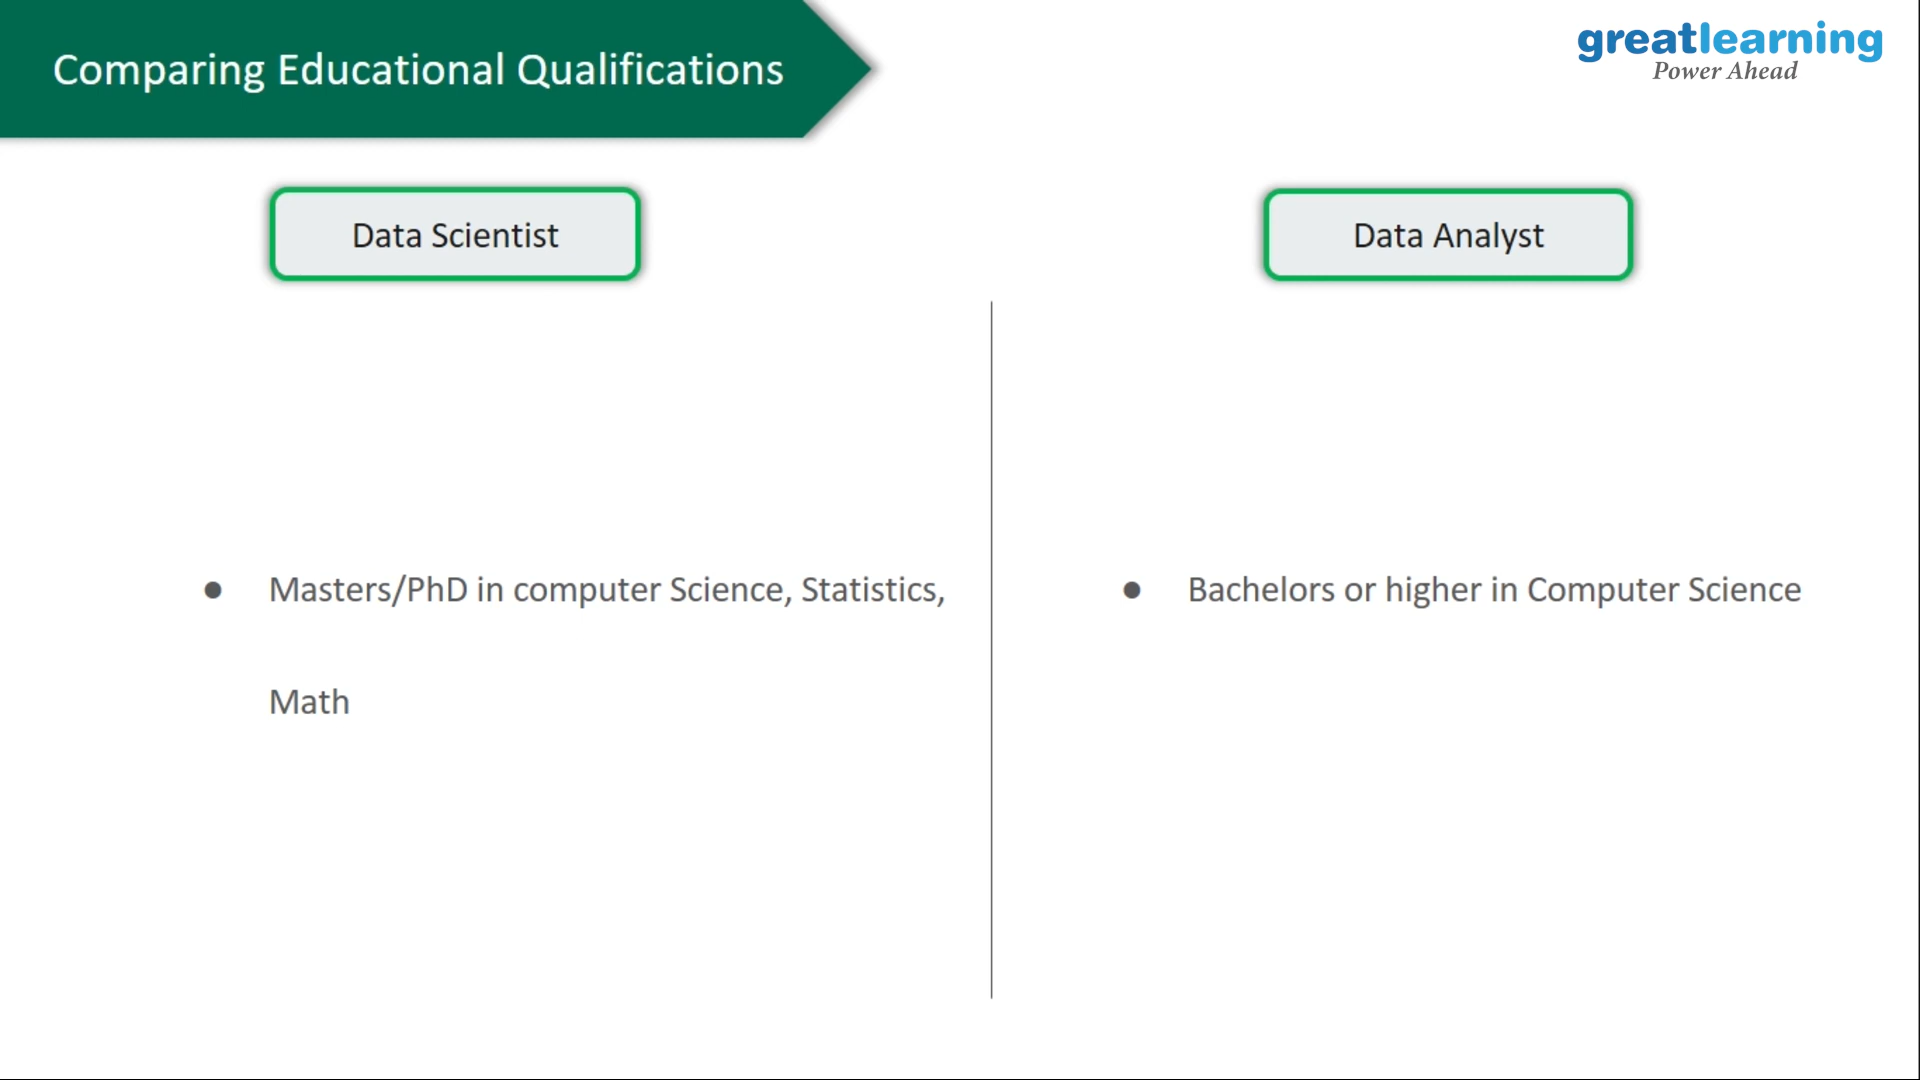 Comparing Educational Qualifications
greatlearning
Power Ahead
Data Scientist
Data Analyst
● Masters/PhD in computer Science, Statistics,
Math
● Bachelors or higher in Computer Science